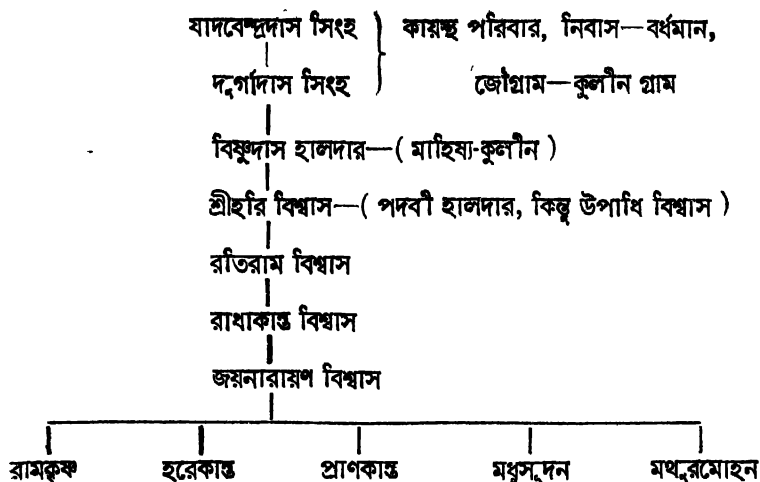 যাদবেন্দ্রদাস সিংহ } কায়স্থ পরিবার, নিবাস—বর্ধমান,
দুর্গাদাস সিংহ জৌগ্রাম—কুলীন গ্রাম
বিষ্ণুদাস হালদার—( মাহিষ্য-কুলীন )
শ্রীহরি বিশ্বাস—( পদবী হালদার, কিন্তু উপাধি বিশ্বাস )
রতিরাম বিশ্বাস
রাধাকান্ত বিশ্বাস
জয়নারায়ণ বিশ্বাস
রামকৃষ্ণ হরেকান্ত প্রাণকান্ত মধুসূদন মথুরমোহন